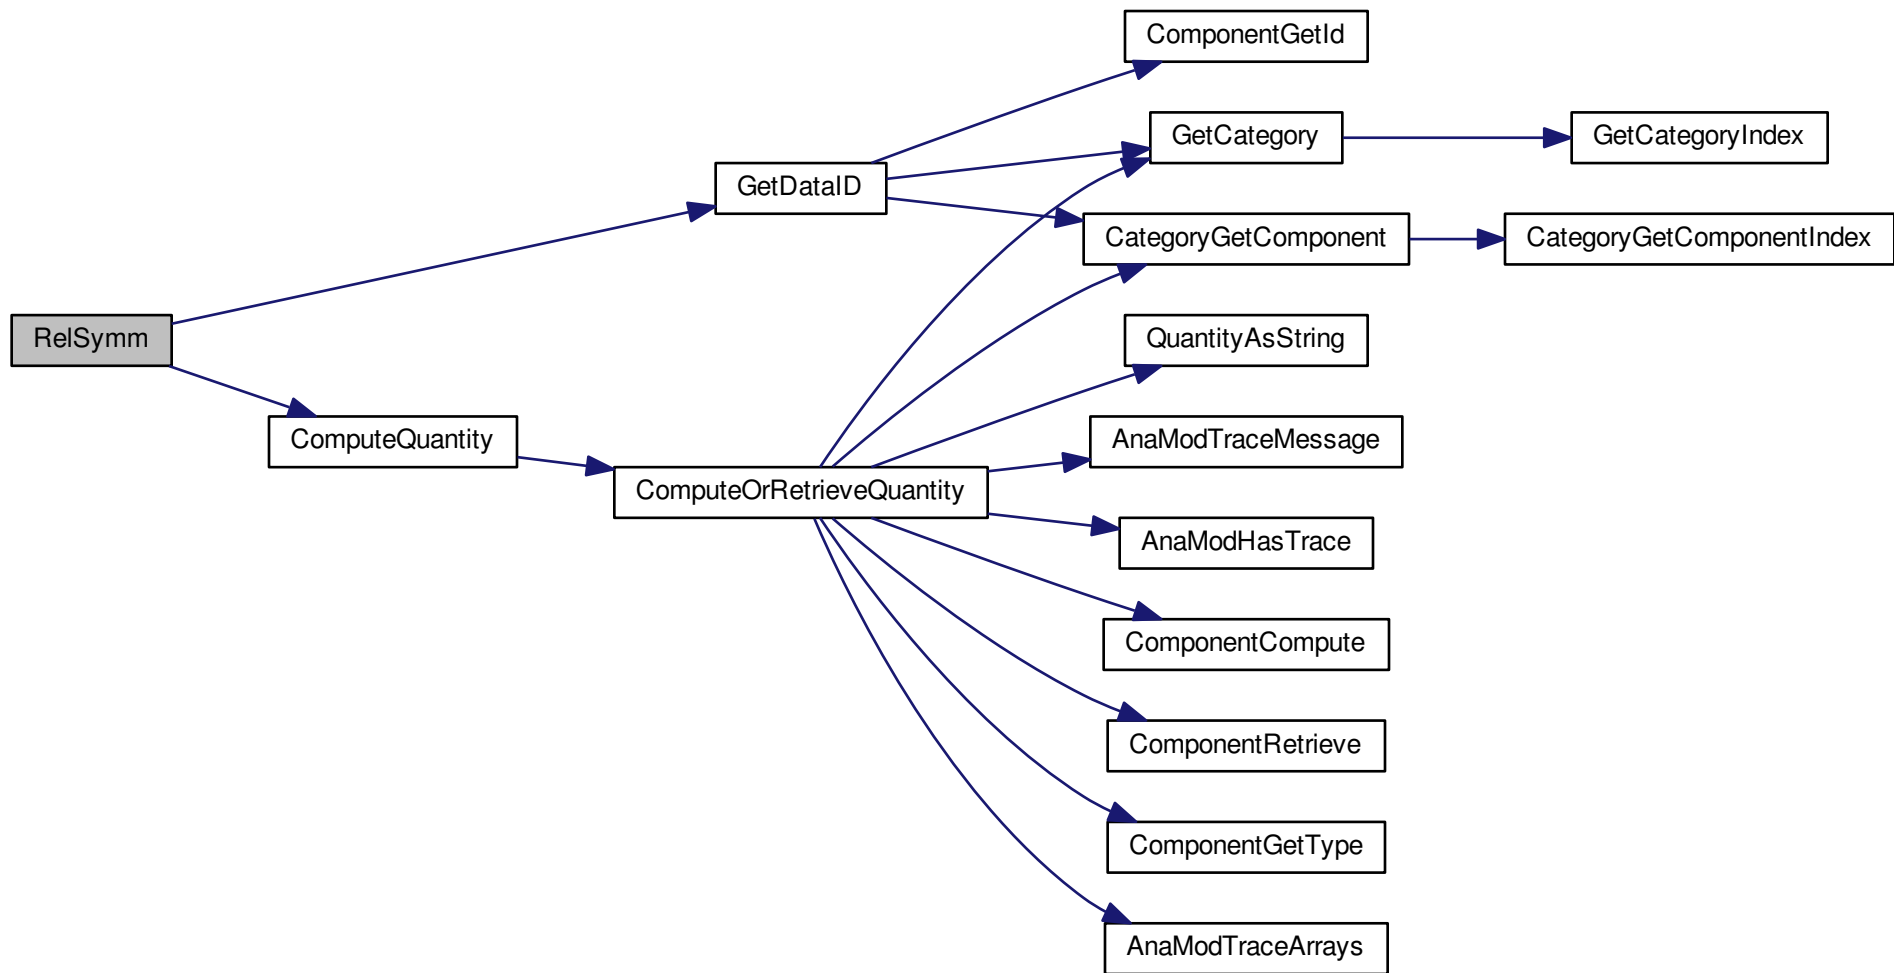 ComponentGetId
GetCategory
GetCategoryIndex
GetDataID
CategoryGetComponent
CategoryGetComponentIndex
RelSymm
QuantityAsString
ComputeQuantity
AnaModTraceMessage
ComputeOrRetrieveQuantity
AnaModHasTrace
ComponentCompute
ComponentRetrieve
ComponentGetType
AnaModTraceArrays